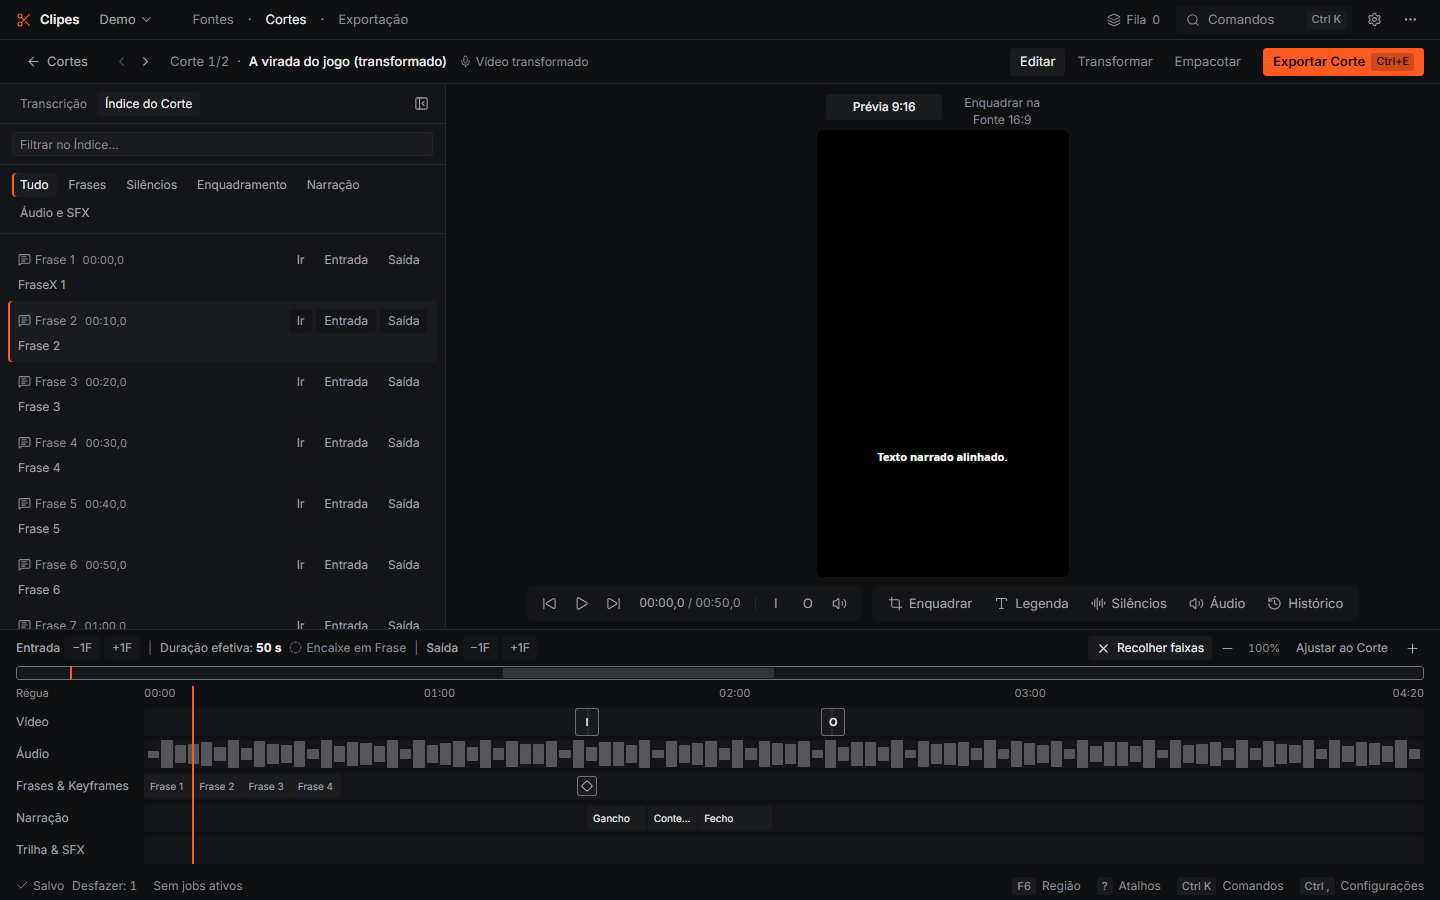 Clipes Demo Fontes · Cortes · Exportação Fila 0 Comandos Ctrl K
Cortes Corte 1/2 · A virada do jogo (transformado) Vídeo transformado Editar Transformar Empacotar Exportar Corte Ctrl+E
Transcrição Índice do Corte
Filtrar no Índice...
Tudo Frases Silêncios Enquadramento Narração
Áudio e SFX
Frase 1 00:00,0 Ir Entrada Saída
FraseX 1
Frase 2 00:10,0 Ir Entrada Saída
Frase 2
Frase 3 00:20,0 Ir Entrada Saída
Frase 3
Frase 4 00:30,0 Ir Entrada Saída
Frase 4
Frase 5 00:40,0 Ir Entrada Saída
Frase 5
Frase 6 00:50,0 Ir Entrada Saída
Frase 6
Frase 7 01:00,0 Ir Entrada Saída
Prévia 9:16
Enquadrar na
Fonte 16:9
Texto narrado alinhado.
00:00,0 / 00:50,0 I O Enquadrar Legenda Silêncios Áudio Histórico
Entrada −1F +1F Duração efetiva: 50 s Encaixe em Frase Saída −1F +1F Recolher faixas 100% Ajustar ao Corte
Régua 00:00 01:00 02:00 03:00 04:20
Vídeo I O
Áudio
Frases & Keyframes Frase 1 Frase 2 Frase 3 Frase 4
Narração Gancho Conte... Fecho
Trilha & SFX
Salvo Desfazer: 1 Sem jobs ativos F6 Região ? Atalhos Ctrl K Comandos Ctrl , Configurações